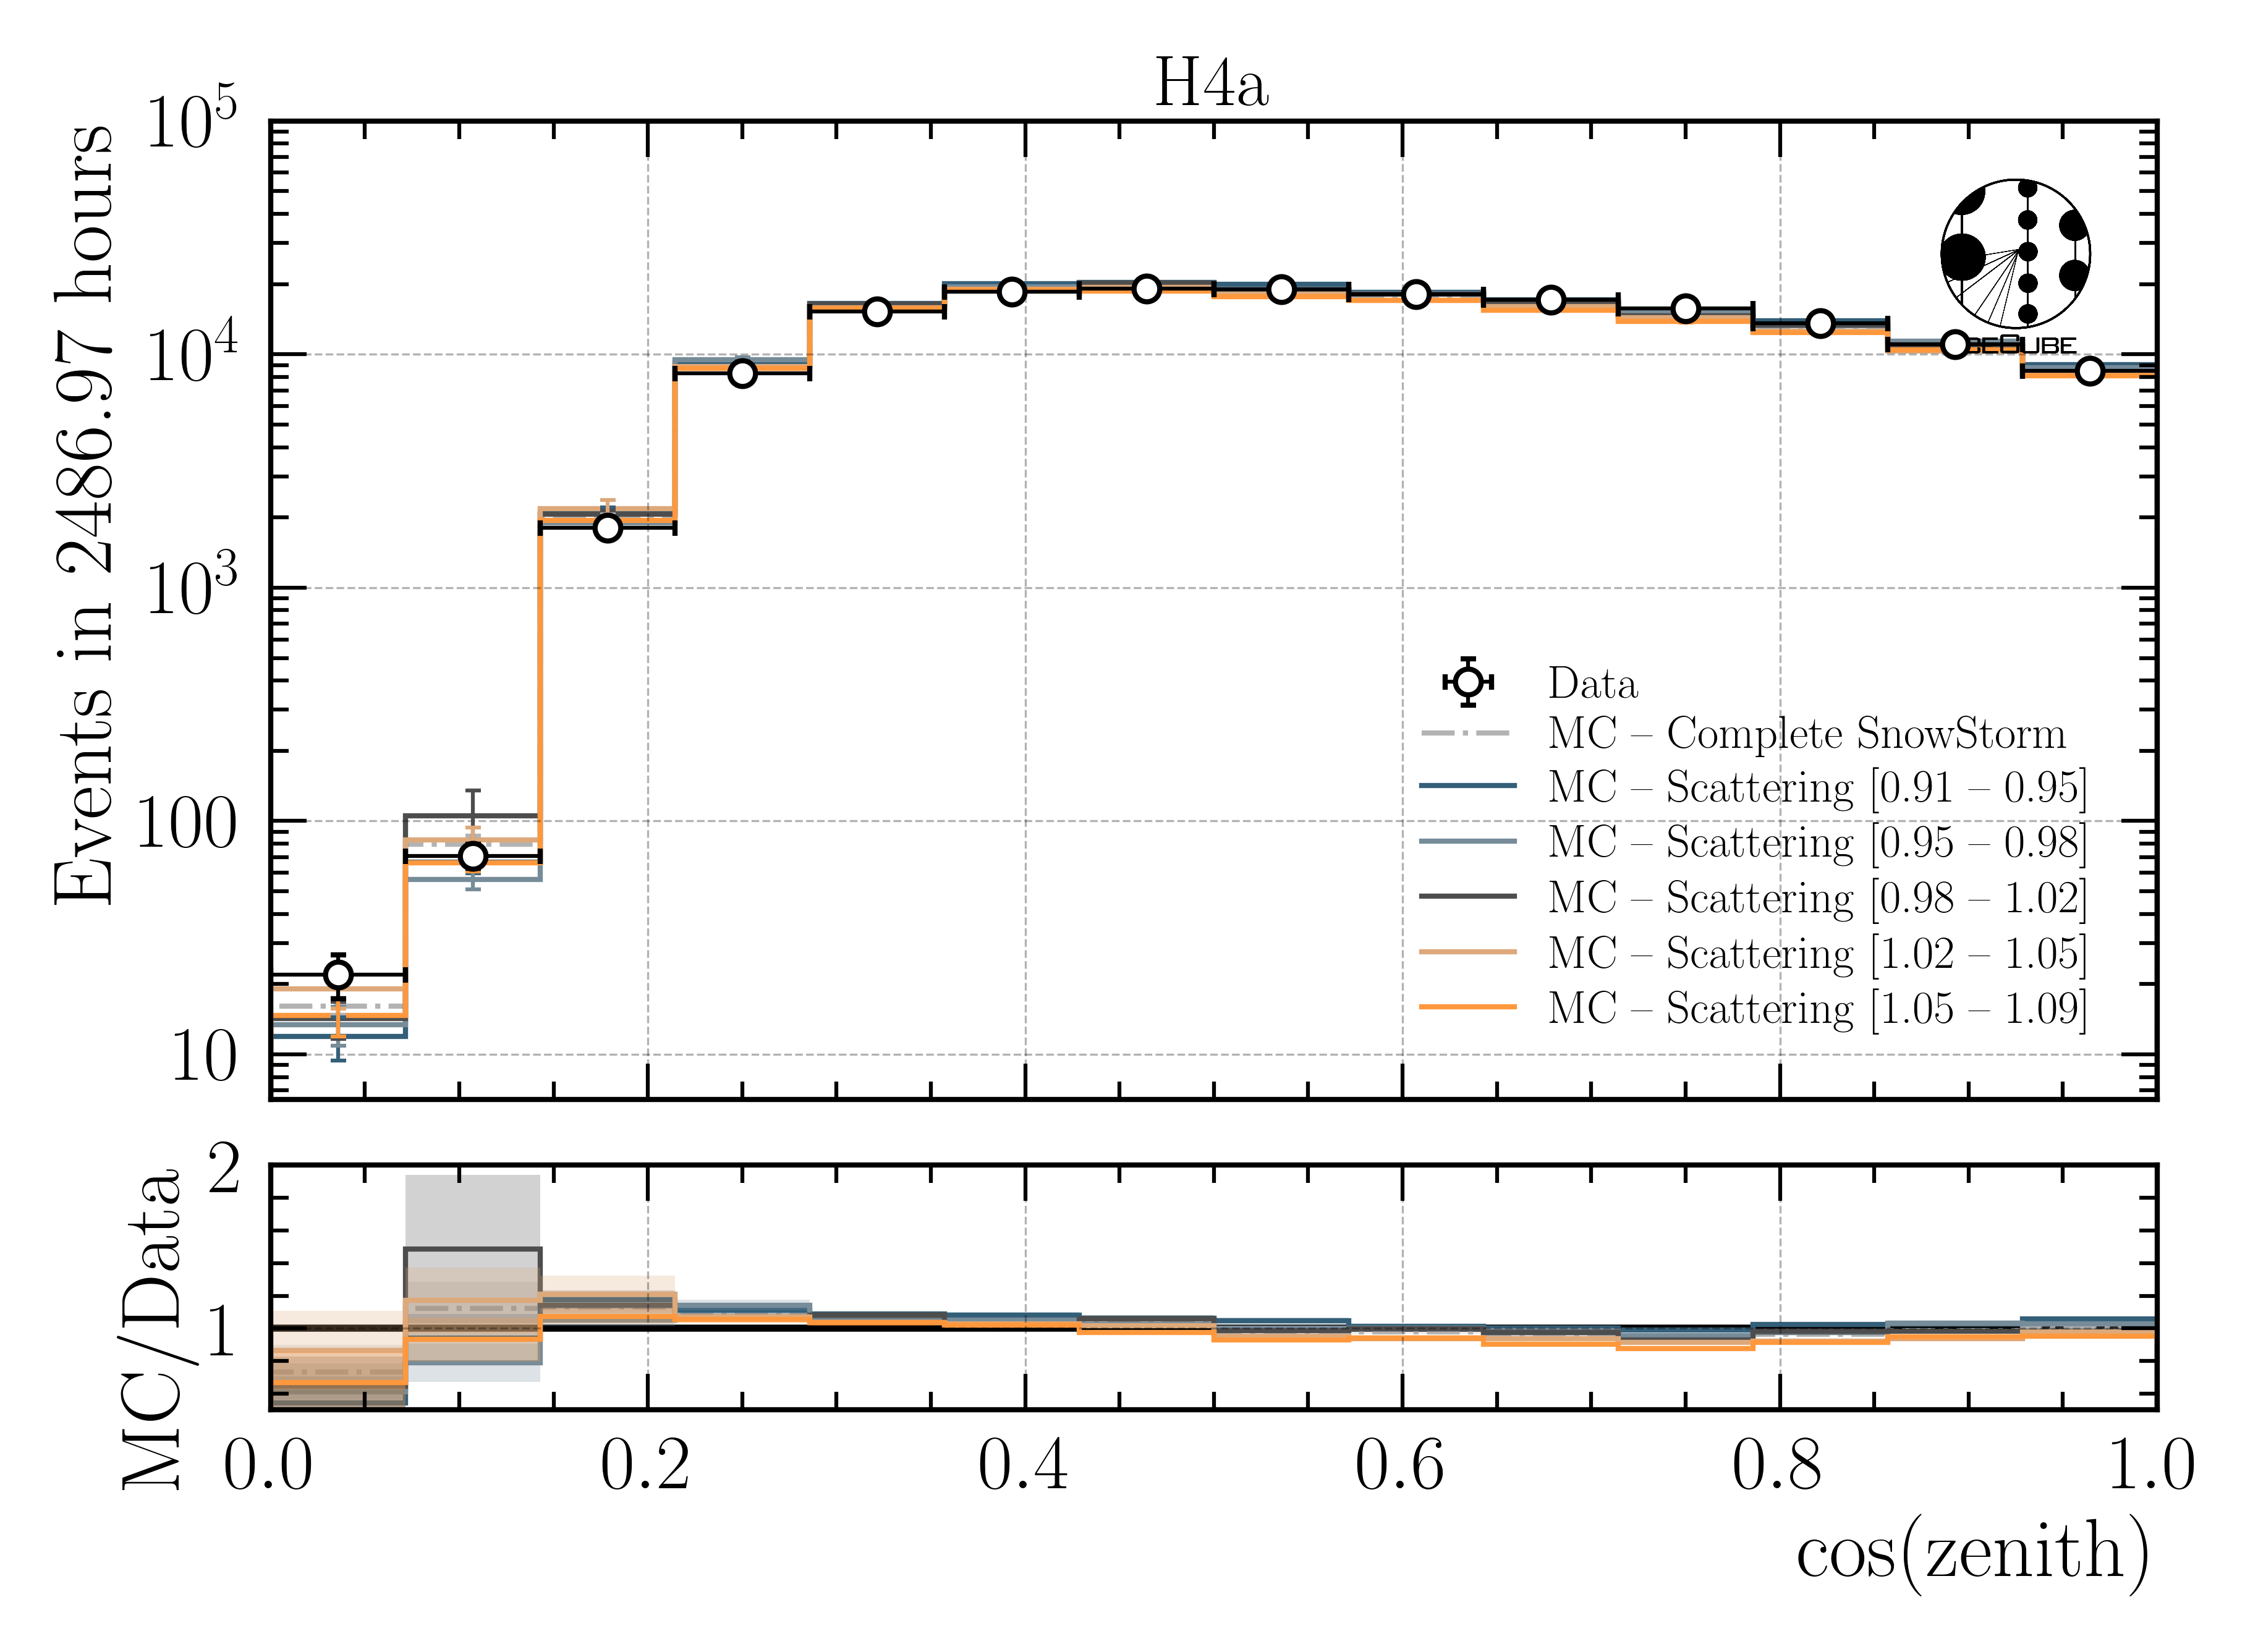 H4a
Events in 2486.97 hours
10^5
10^4
10^3
100
10
Data
MC – Complete SnowStorm
MC – Scattering [0.91 – 0.95]
MC – Scattering [0.95 – 0.98]
MC – Scattering [0.98 – 1.02]
MC – Scattering [1.02 – 1.05]
MC – Scattering [1.05 – 1.09]
MC/Data
2
1
0.0 0.2 0.4 0.6 0.8 1.0
cos(zenith)